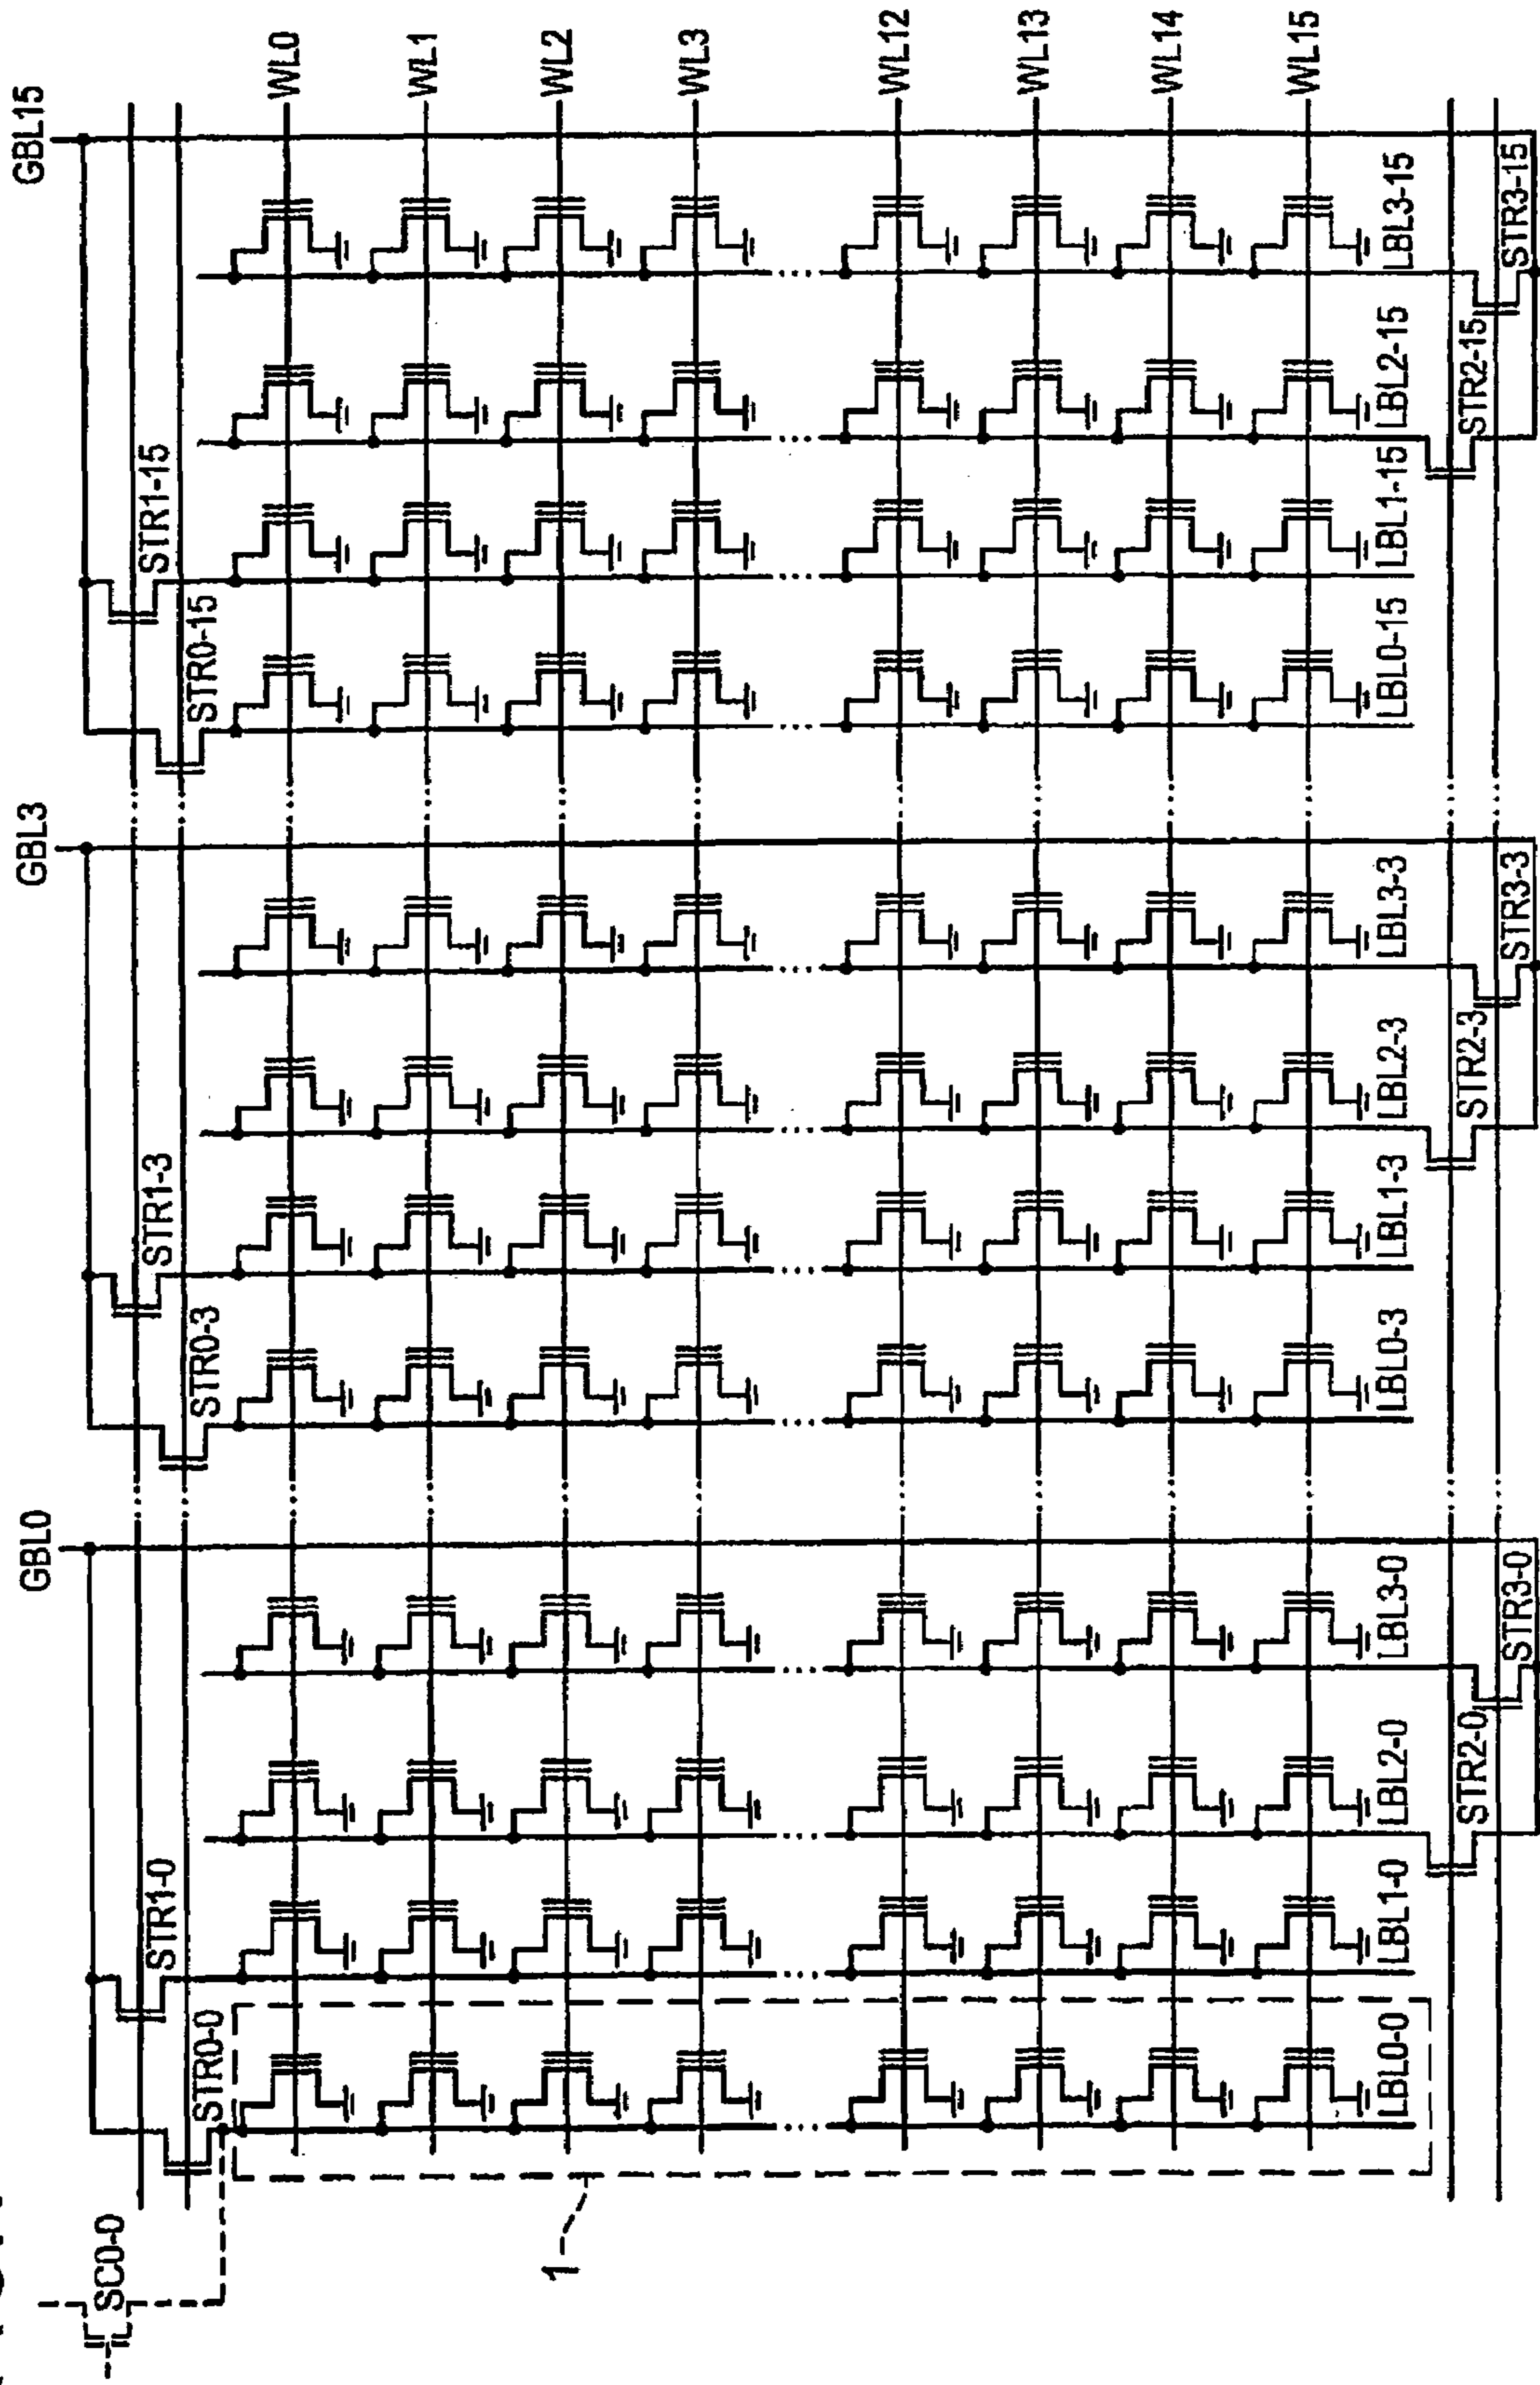 GBL0
GBL3
GBL15
SC0-0
STR1-0
STR0-0
STR1-3
STR0-3
STR1-15
STR0-15
WL0
WL1
WL2
WL3
WL12
WL13
WL14
WL15
1
LBL0-0
LBL1-0
LBL2-0
LBL3-0
LBL0-3
LBL1-3
LBL2-3
LBL3-3
LBL0-15
LBL1-15
LBL2-15
LBL3-15
STR2-0
STR3-0
STR2-3
STR3-3
STR2-15
STR3-15